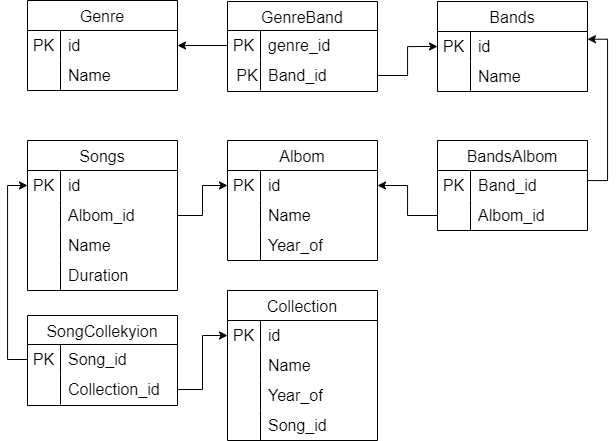 Genre
PK id
Name
GenreBand
PK genre_id
PK Band_id
Bands
PK id
Name
Songs
PK id
Albom_id
Name
Duration
Albom
PK id
Name
Year_of
BandsAlbom
PK Band_id
Albom_id
SongCollekyion
PK Song_id
Collection_id
Collection
PK id
Name
Year_of
Song_id